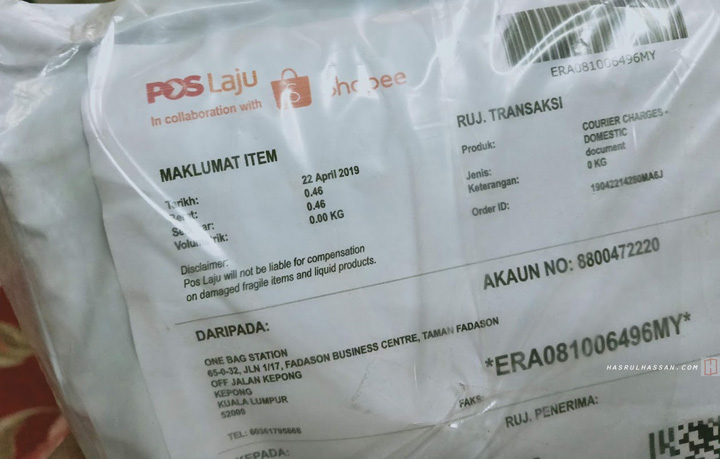 POS Laju
Shopee
In collaboration with
ERA081006496MY
MAKLUMAT ITEM
Tarikh: 22 April 2019
0.46
0.46
0.00 KG
Disclaimer:
Pos Laju will not be liable for compensation
on damaged fragile items and liquid products.
RUJ. TRANSAKSI
Produk: COURIER CHARGES -
DOMESTIC
Jenis: document
Keterangan: 0 KG
Order ID: 19042214280MA6J
AKAUN NO: 8800472220
DARIPADA:
ONE BAG STATION
65-0-32, JLN 1/17, FADASON BUSINESS CENTRE, TAMAN FADASON
OFF JALAN KEPONG
KEPONG
KUALA LUMPUR
52000
TEL:
FAKS:
*ERA081006496MY*
HASRULHASSAN.COM
H
RUJ. PENERIMA:
KEPADA: